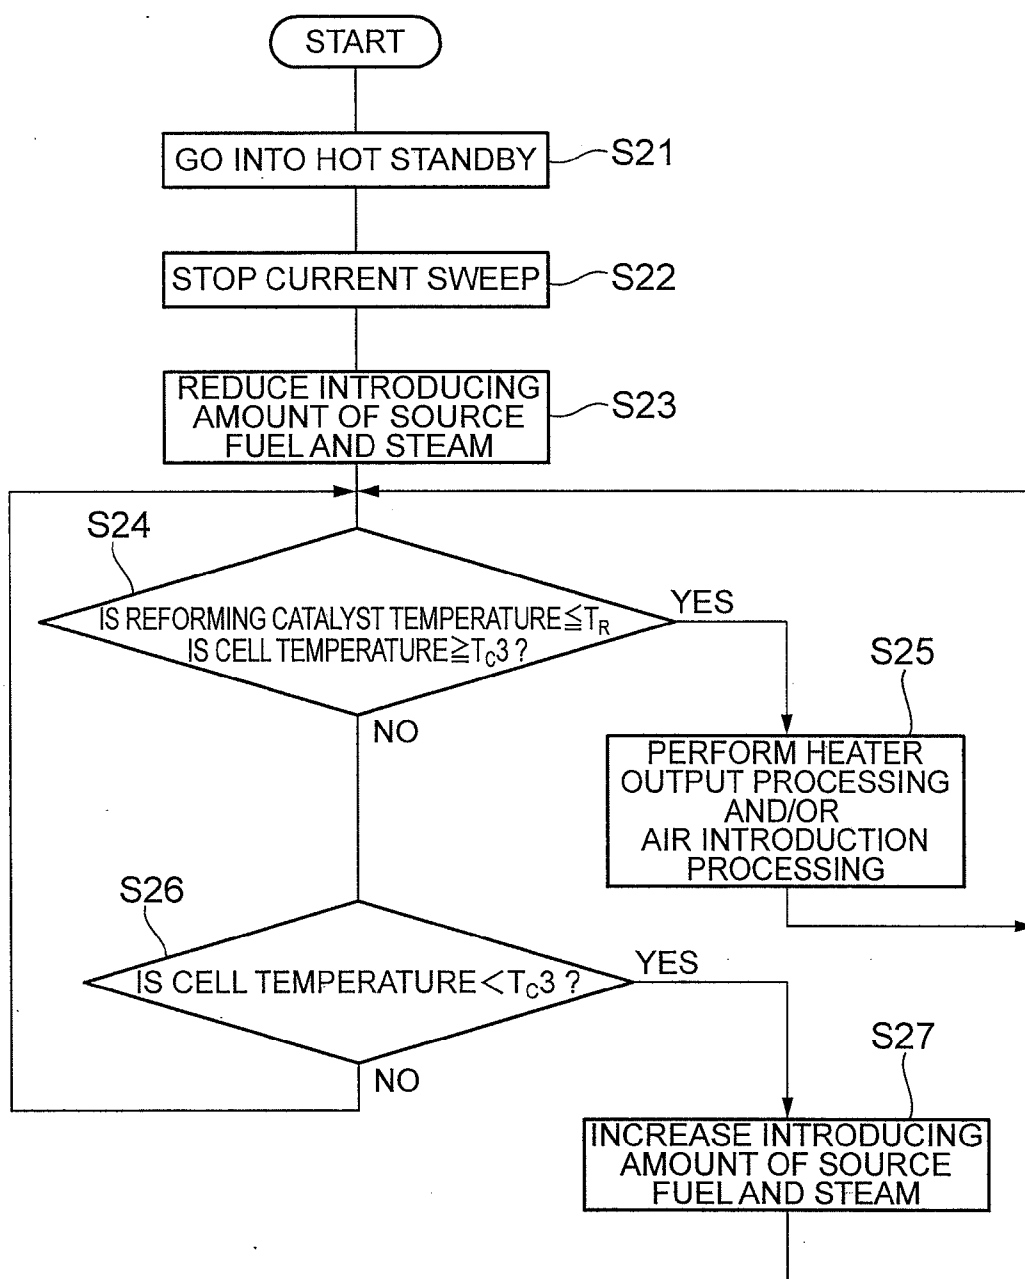 START
GO INTO HOT STANDBY
S21
STOP CURRENT SWEEP
S22
REDUCE INTRODUCING
AMOUNT OF SOURCE
FUEL AND STEAM
S23
S24
IS REFORMING CATALYST TEMPERATURE≦TR
IS CELL TEMPERATURE≧TC3 ?
YES
NO
S25
PERFORM HEATER
OUTPUT PROCESSING
AND/OR
AIR INTRODUCTION
PROCESSING
S26
IS CELL TEMPERATURE<TC3 ?
YES
NO
S27
INCREASE INTRODUCING
AMOUNT OF SOURCE
FUEL AND STEAM